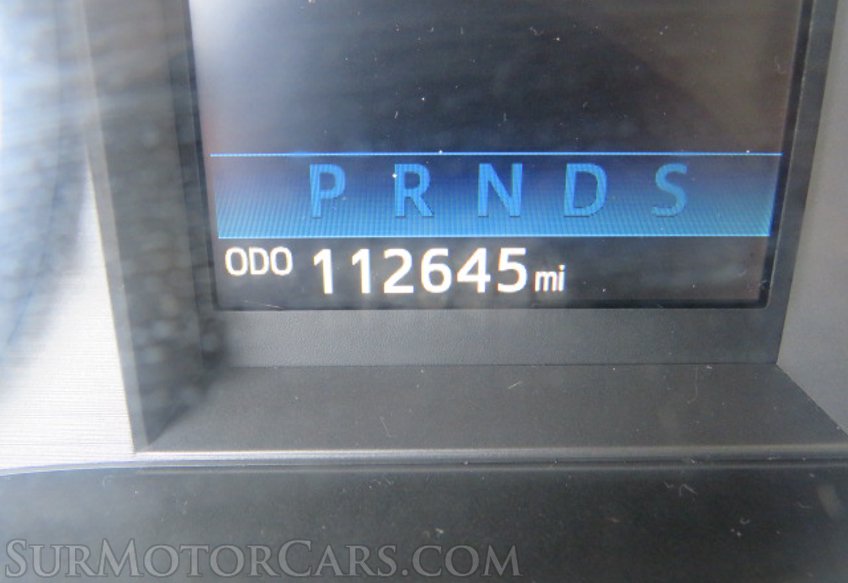 P R N D S
ODO 112645 mi
SurMotorCars.com